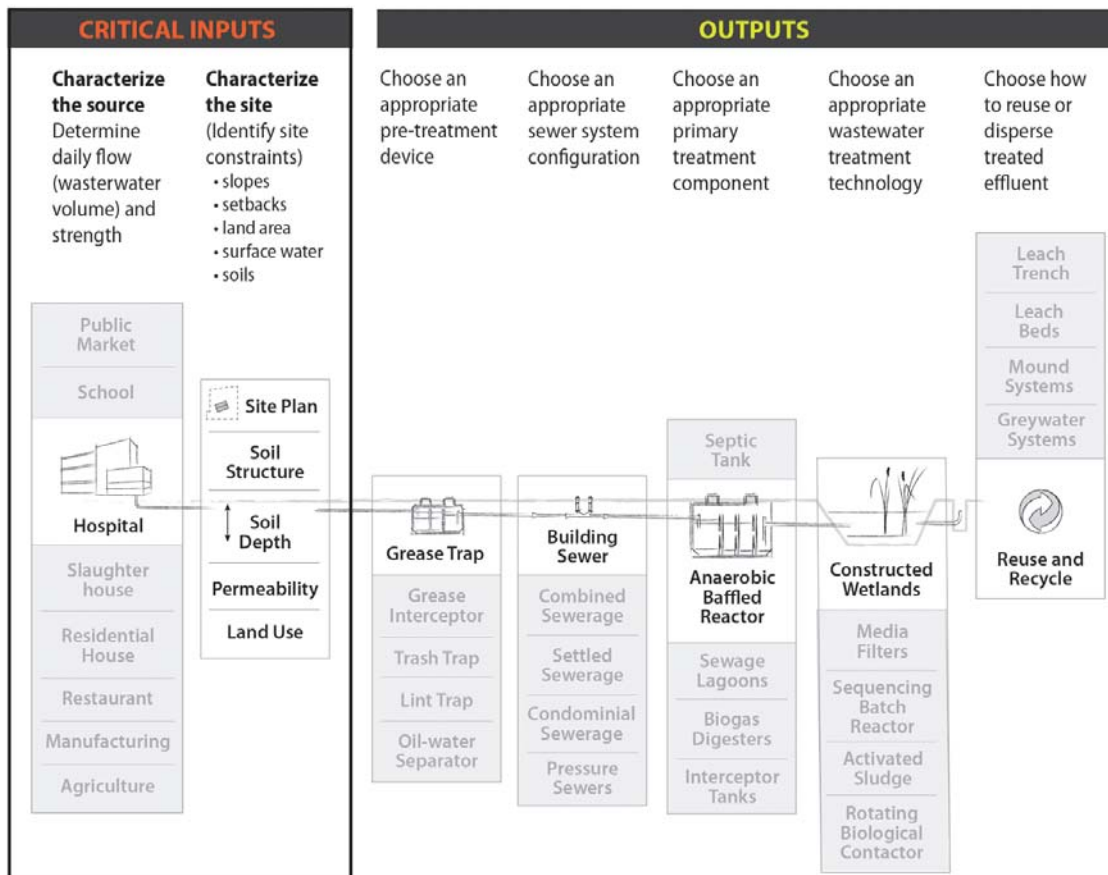 CRITICAL INPUTS
OUTPUTS
Characterize
the source
Determine
daily flow
(wasterwater
volume) and
strength
Characterize
the site
(Identify site
constraints)
• slopes
• setbacks
• land area
• surface water
• soils
Choose an
appropriate
pre-treatment
device
Choose an
appropriate
sewer system
configuration
Choose an
appropriate
primary
treatment
component
Choose an
appropriate
wastewater
treatment
technology
Choose how
to reuse or
disperse
treated
effluent
Public
Market
School
Hospital
Slaughter
house
Residential
House
Restaurant
Manufacturing
Agriculture
Site Plan
Soil
Structure
Soil
Depth
Permeability
Land Use
Grease Trap
Grease
Interceptor
Trash Trap
Lint Trap
Oil-water
Separator
Building
Sewer
Combined
Sewerage
Settled
Sewerage
Condominial
Sewerage
Pressure
Sewers
Septic
Tank
Anaerobic
Baffled
Reactor
Sewage
Lagoons
Biogas
Digesters
Interceptor
Tanks
Constructed
Wetlands
Media
Filters
Sequencing
Batch
Reactor
Activated
Sludge
Rotating
Biological
Contactor
Leach
Trench
Leach
Beds
Mound
Systems
Greywater
Systems
Reuse and
Recycle